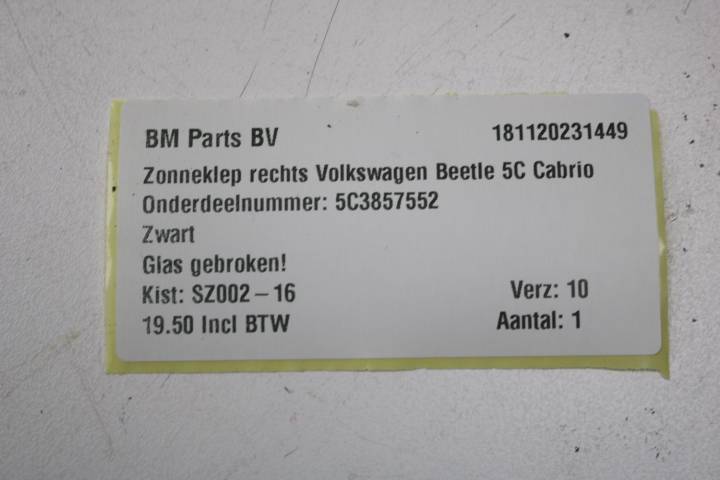 BM Parts BV 181120231449
Zonneklep rechts Volkswagen Beetle 5C Cabrio
Onderdeelnummer: 5C3857552
Zwart
Glas gebroken!
Kist: SZ002-16 Verz: 10
19.50 Incl BTW Aantal: 1